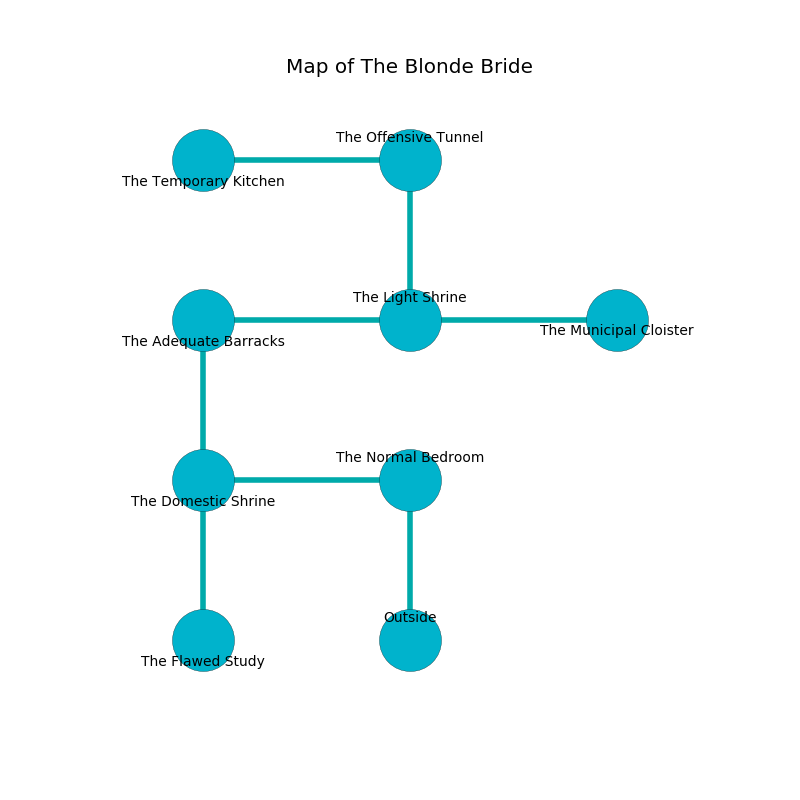 Map of The Blonde Bride
The Offensive Tunnel
The Temporary Kitchen
The Light Shrine
The Municipal Cloister
The Adequate Barracks
The Normal Bedroom
The Domestic Shrine
Outside
The Flawed Study